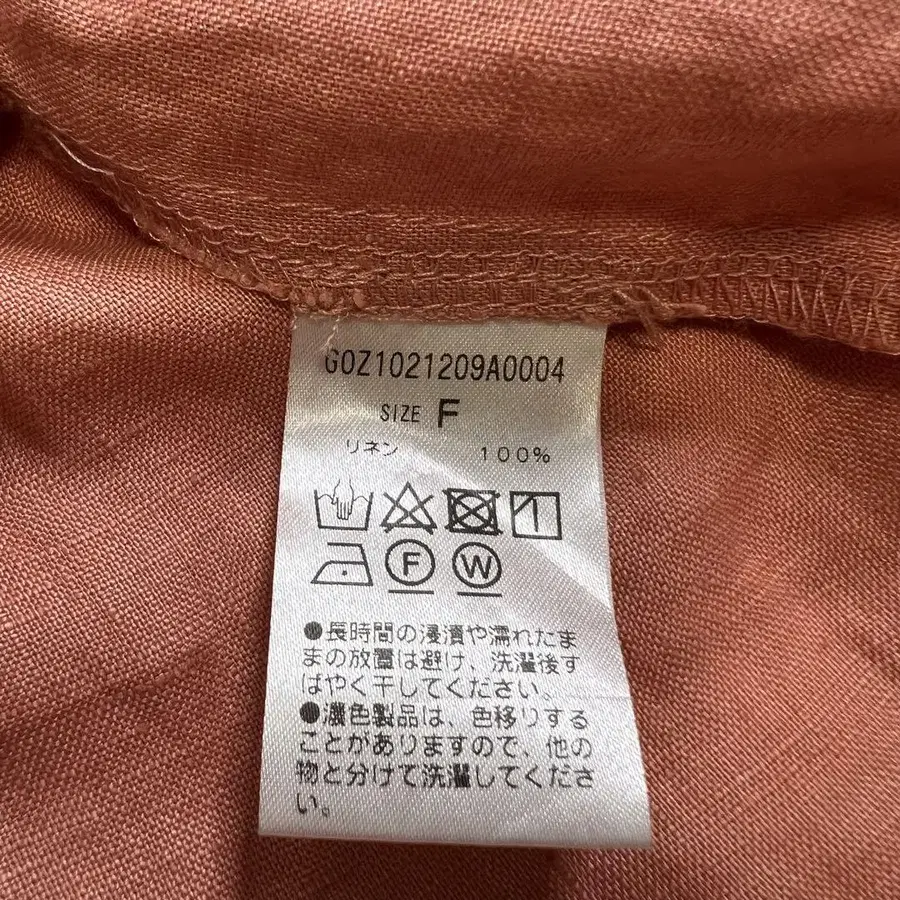 G0Z1021209A0004
SIZE F
リネン 100%
F W
●長時間の浸漬や濡れたま
まの放置は避け、洗濯後す
ばやく干してください。
●濃色製品は、色移りする
ことがありますので、他の
物と分けて洗濯してくださ
い。